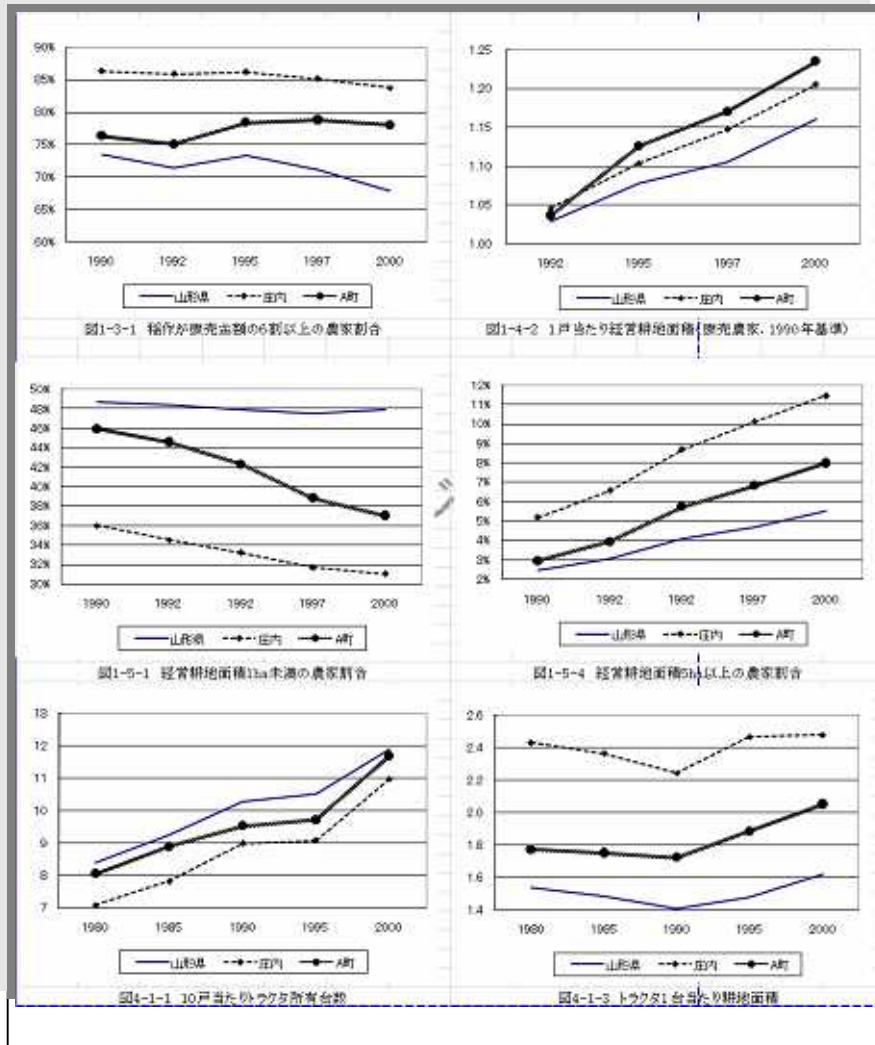 90%
85%
80%
75%
70%
65%
60%
1990 1992 1995 1997 2000
山形県 庄内 A町
図1-3-1 稲作が販売金額の6割以上の農家割合
1.25
1.20
1.15
1.10
1.05
1.00
1992 1995 1997 2000
山形県 庄内 A町
図1-4-2 1戸当たり経営耕地面積(販売農家、1990年基準)
50%
48%
46%
44%
42%
40%
38%
36%
34%
32%
30%
1990 1992 1992 1997 2000
山形県 庄内 A町
図1-5-1 経営耕地面積1ha未満の農家割合
12%
11%
10%
9%
8%
7%
6%
5%
4%
3%
2%
1990 1992 1992 1997 2000
山形県 庄内 A町
図1-5-4 経営耕地面積5ha以上の農家割合
13
12
11
10
9
8
7
1980 1985 1990 1995 2000
山形県 庄内 A町
図4-1-1 10戸当たりトラクタ所有台数
2.6
2.4
2.2
2.0
1.8
1.6
1.4
1980 1985 1990 1995 2000
山形県 庄内 A町
図4-1-3 トラクタ1台当たり耕地面積